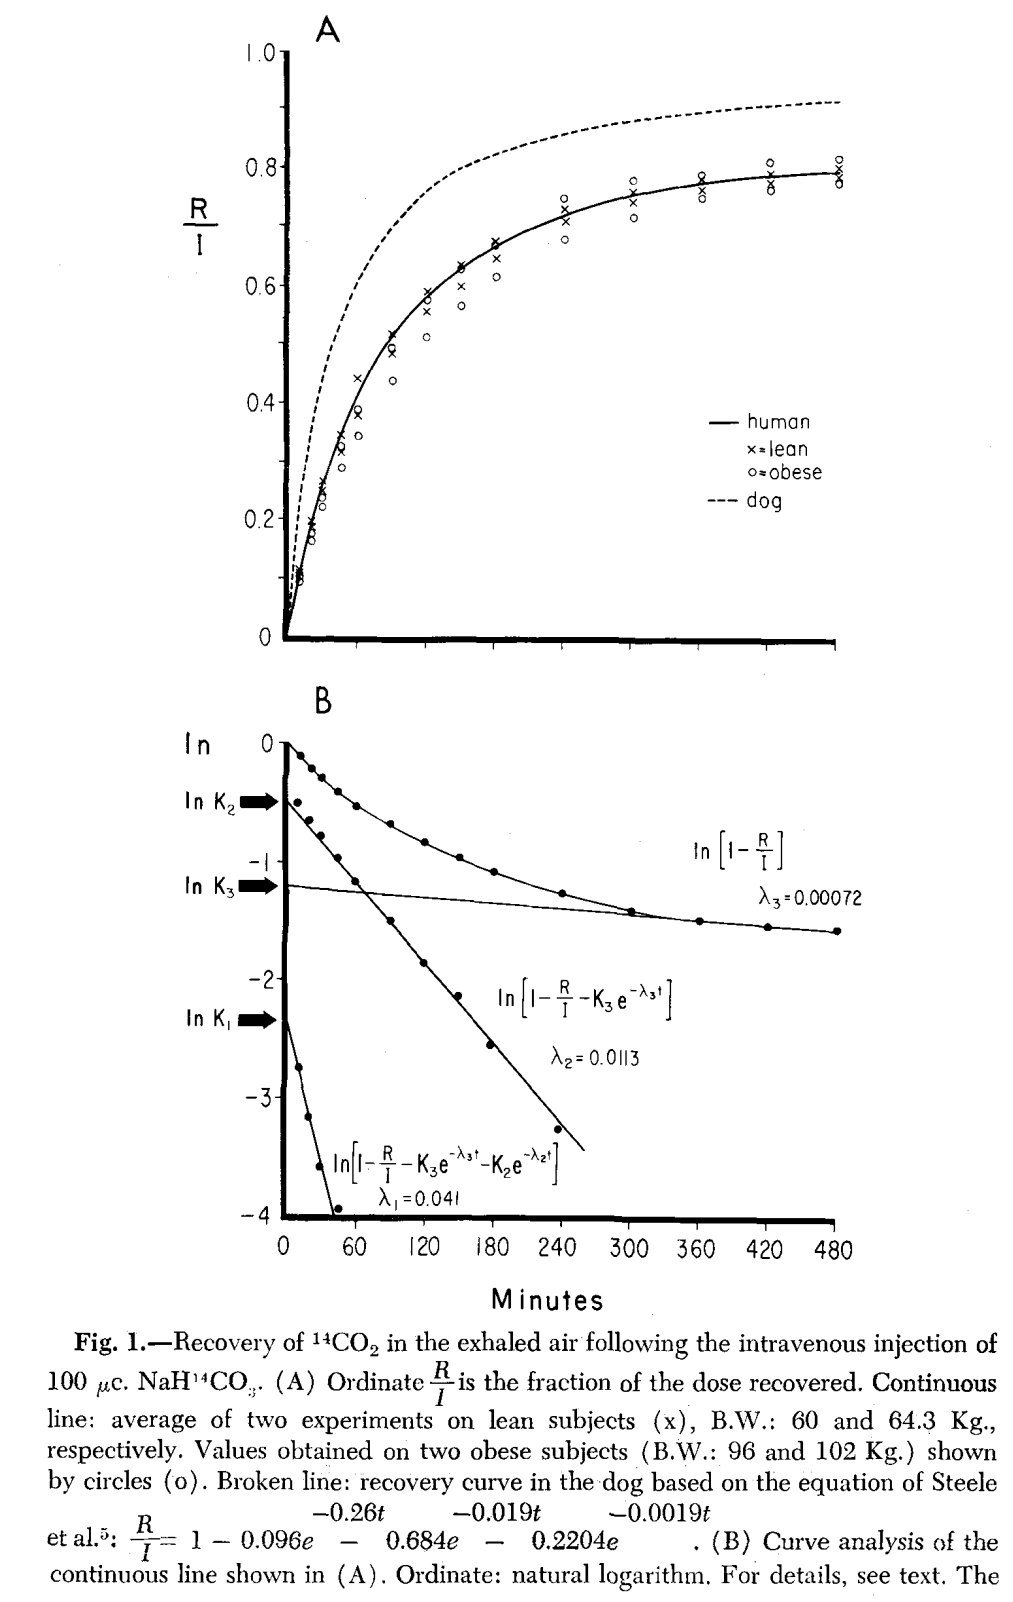 A
1.0
0.8
R
I
0.6
0.4
human
x=lean
o=obese
0.2
dog
0
B
ln 0
ln K2
ln [1-R/I]
-1
ln K3
λ3=0.00072
-2
ln[1-R/I-K3e^-λ3t]
ln K1
λ2=0.0113
-3
ln[1-R/I-K3e^-λ3t-K2e^-λ2t]
λ1=0.041
-4
0 60 120 180 240 300 360 420 480
Minutes
Fig. 1.—Recovery of 14CO2 in the exhaled air following the intravenous injection of
100 μc. NaH14CO3. (A) Ordinate R/I is the fraction of the dose recovered. Continuous
line: average of two experiments on lean subjects (x), B.W.: 60 and 64.3 Kg.,
respectively. Values obtained on two obese subjects (B.W.: 96 and 102 Kg.) shown
by circles (o). Broken line: recovery curve in the dog based on the equation of Steele
-0.26t -0.019t -0.0019t
et al.5: R/I = 1 - 0.096e - 0.684e - 0.2204e . (B) Curve analysis of the
continuous line shown in (A). Ordinate: natural logarithm. For details, see text. The